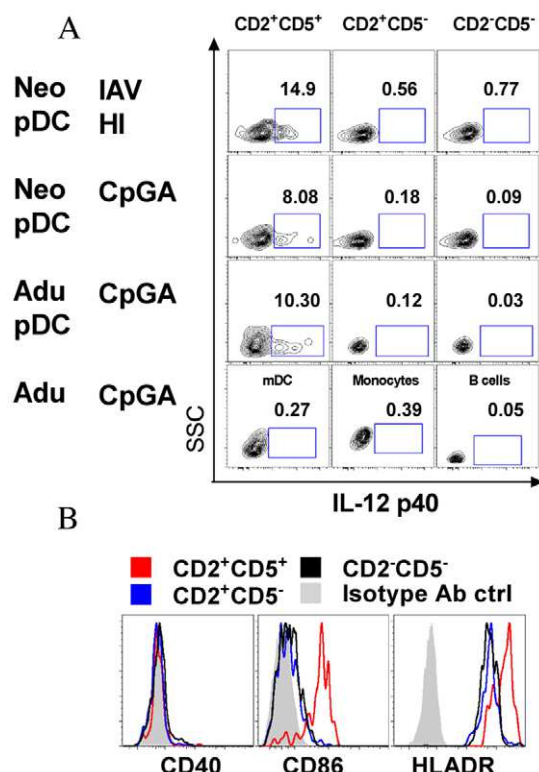 A
CD2+CD5+ CD2+CD5- CD2-CD5-
Neo pDC IAV HI 14.9 0.56 0.77
Neo pDC CpGA 8.08 0.18 0.09
Adu pDC CpGA 10.30 0.12 0.03
Adu CpGA mDC Monocytes B cells
0.27 0.39 0.05
SSC
IL-12 p40
B
CD2+CD5+ CD2-CD5-
CD2+CD5- Isotype Ab ctrl
CD40 CD86 HLADR